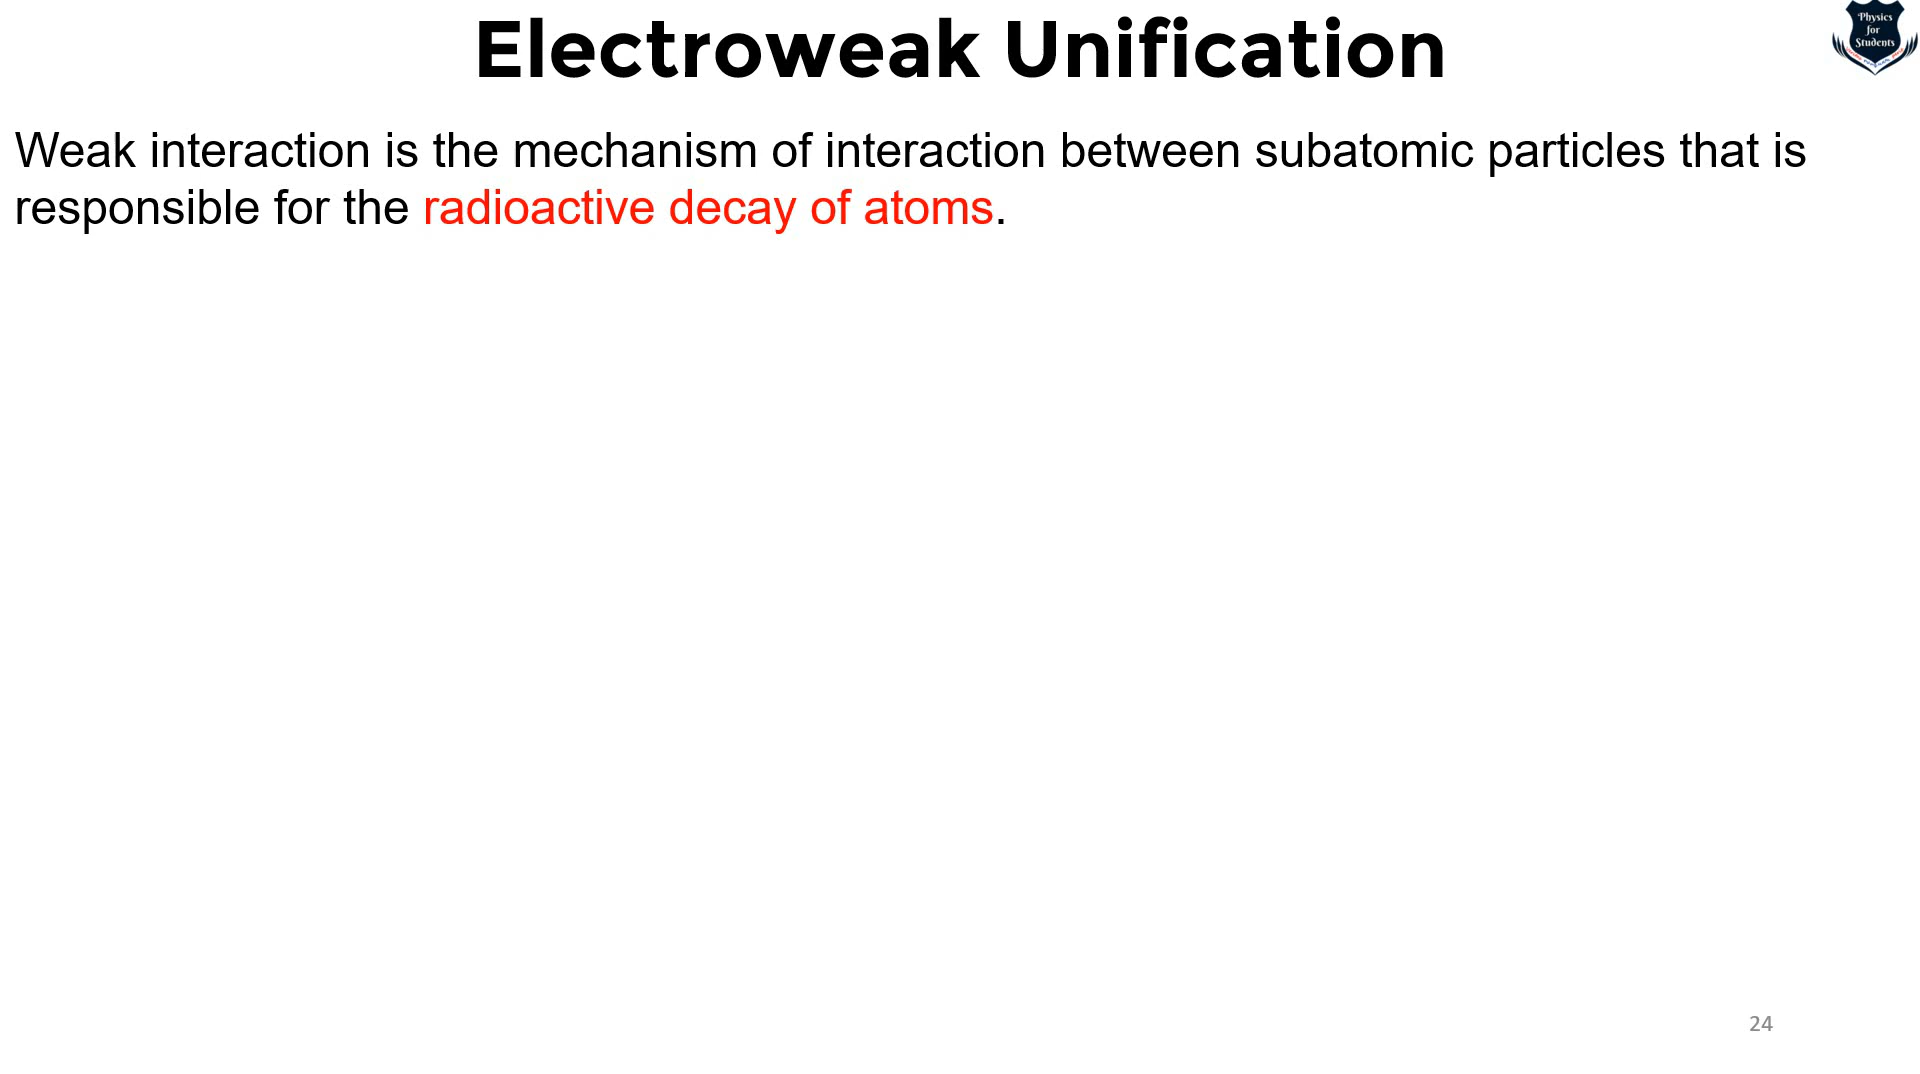 Electroweak Unification
Physics
for
Students
Weak interaction is the mechanism of interaction between subatomic particles that is
responsible for the radioactive decay of atoms.
24